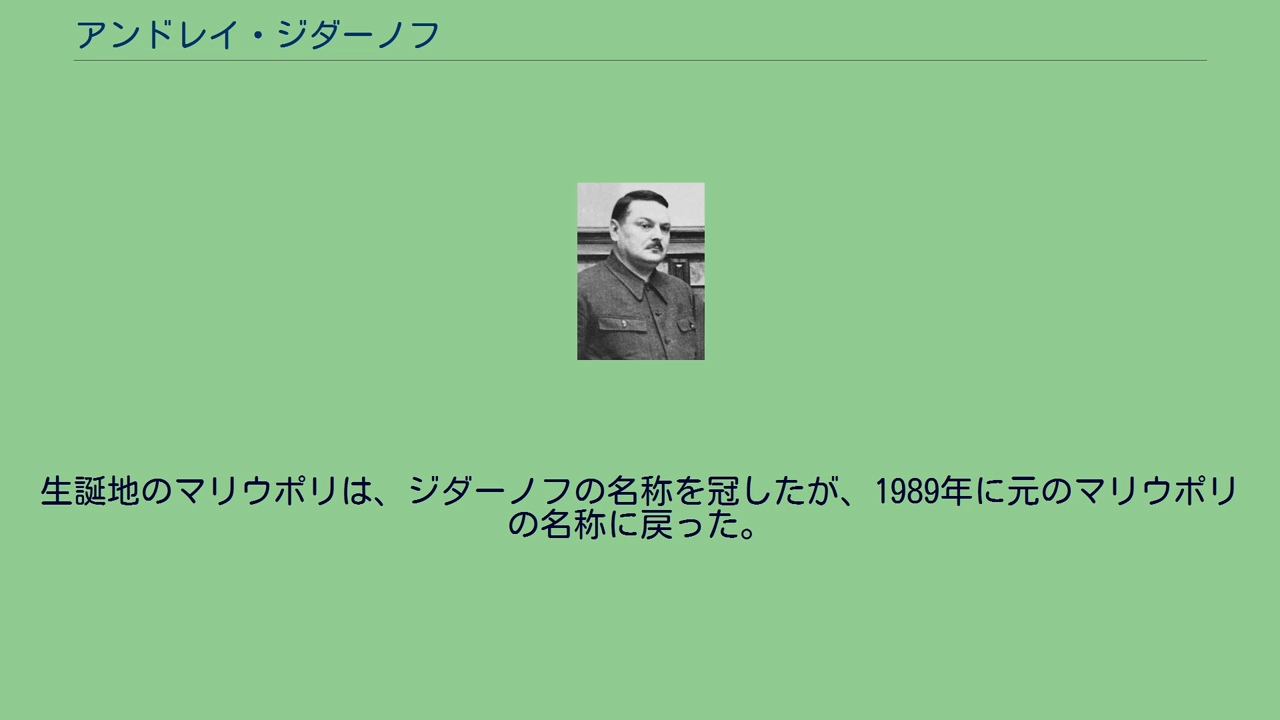 アンドレイ・ジダーノフ
生誕地のマリウポリは、ジダーノフの名称を冠したが、1989年に元のマリウポリ
の名称に戻った。